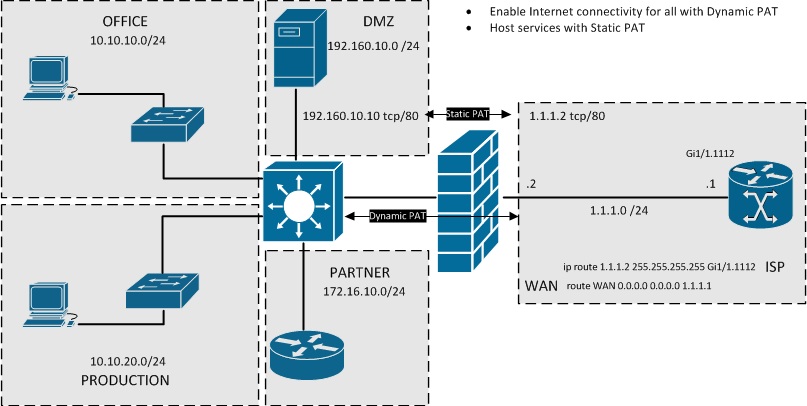 OFFICE
10.10.10.0/24
DMZ
192.160.10.0 /24
192.160.10.10 tcp/80
• Enable Internet connectivity for all with Dynamic PAT
• Host services with Static PAT
Static PAT
1.1.1.2 tcp/80
Gi1/1.1112
.2
.1
1.1.1.0 /24
Dynamic PAT
ip route 1.1.1.2 255.255.255.255 Gi1/1.1112
ISP
WAN
route WAN 0.0.0.0 0.0.0.0 1.1.1.1
PARTNER
172.16.10.0/24
10.10.20.0/24
PRODUCTION